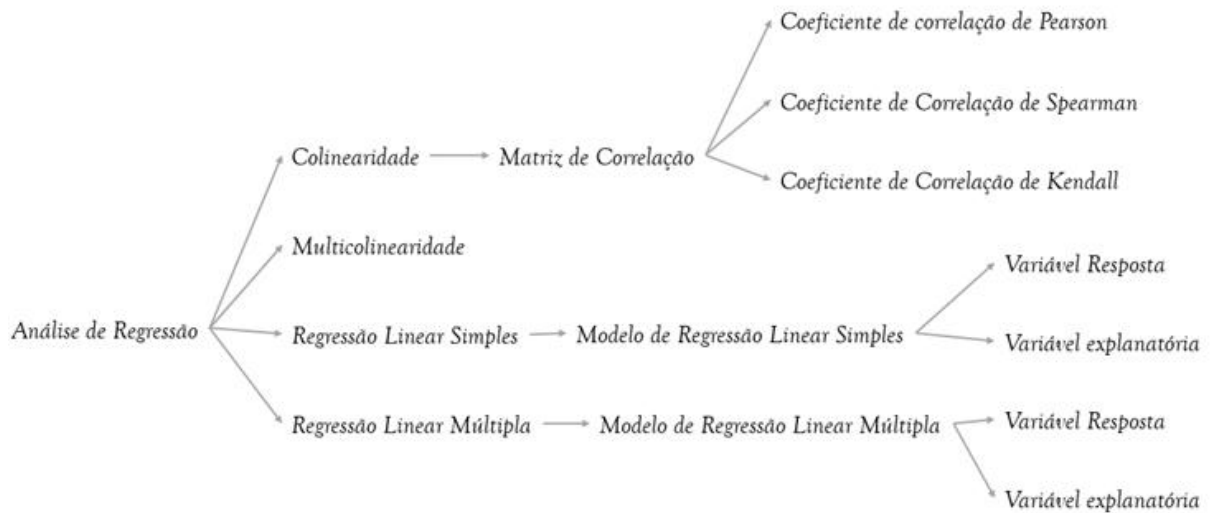 Coeficiente de correlação de Pearson
Coeficiente de Correlação de Spearman
Colinearidade
Matriz de Correlação
Coeficiente de Correlação de Kendall
Multicolinearidade
Variável Resposta
Análise de Regressão
Regressão Linear Simples
Modelo de Regressão Linear Simples
Variável explanatória
Regressão Linear Múltipla
Modelo de Regressão Linear Múltipla
Variável Resposta
Variável explanatória